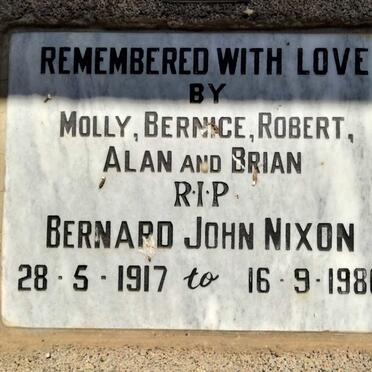 REMEMBERED WITH LOVE
BY
MOLLY, BERNICE, ROBERT,
ALAN AND BRIAN
R·I·P
BERNARD JOHN NIXON
28-5-1917 to 16-9-198